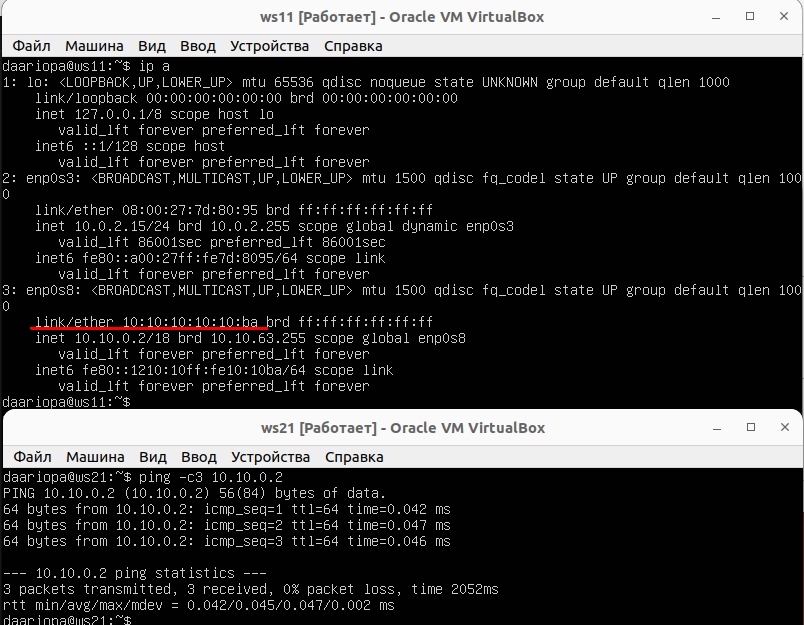 ws11 [Работает] - Oracle VM VirtualBox
Файл Машина Вид Ввод Устройства Справка
daariopa@ws11:~$ ip a
1: lo: <LOOPBACK,UP,LOWER_UP> mtu 65536 qdisc noqueue state UNKNOWN group default qlen 1000
    link/loopback 00:00:00:00:00:00 brd 00:00:00:00:00:00
    inet 127.0.0.1/8 scope host lo
       valid_lft forever preferred_lft forever
    inet6 ::1/128 scope host
       valid_lft forever preferred_lft forever
2: enp0s3: <BROADCAST,MULTICAST,UP,LOWER_UP> mtu 1500 qdisc fq_codel state UP group default qlen 100
0
    link/ether 08:00:27:7d:80:95 brd ff:ff:ff:ff:ff:ff
    inet 10.0.2.15/24 brd 10.0.2.255 scope global dynamic enp0s3
       valid_lft 86001sec preferred_lft 86001sec
    inet6 fe80::a00:27ff:fe7d:8095/64 scope link
       valid_lft forever preferred_lft forever
3: enp0s8: <BROADCAST,MULTICAST,UP,LOWER_UP> mtu 1500 qdisc fq_codel state UP group default qlen 100
0
    link/ether 10:10:10:10:10:ba brd ff:ff:ff:ff:ff:ff
    inet 10.10.0.2/18 brd 10.10.63.255 scope global enp0s8
       valid_lft forever preferred_lft forever
    inet6 fe80::1210:10ff:fe10:10ba/64 scope link
       valid_lft forever preferred_lft forever
daariopa@ws11:~$
ws21 [Работает] - Oracle VM VirtualBox
Файл Машина Вид Ввод Устройства Справка
daariopa@ws21:~$ ping -c3 10.10.0.2
PING 10.10.0.2 (10.10.0.2) 56(84) bytes of data.
64 bytes from 10.10.0.2: icmp_seq=1 ttl=64 time=0.042 ms
64 bytes from 10.10.0.2: icmp_seq=2 ttl=64 time=0.047 ms
64 bytes from 10.10.0.2: icmp_seq=3 ttl=64 time=0.046 ms
--- 10.10.0.2 ping statistics ---
3 packets transmitted, 3 received, 0% packet loss, time 2052ms
rtt min/avg/max/mdev = 0.042/0.045/0.047/0.002 ms
daariopa@ws21:~$